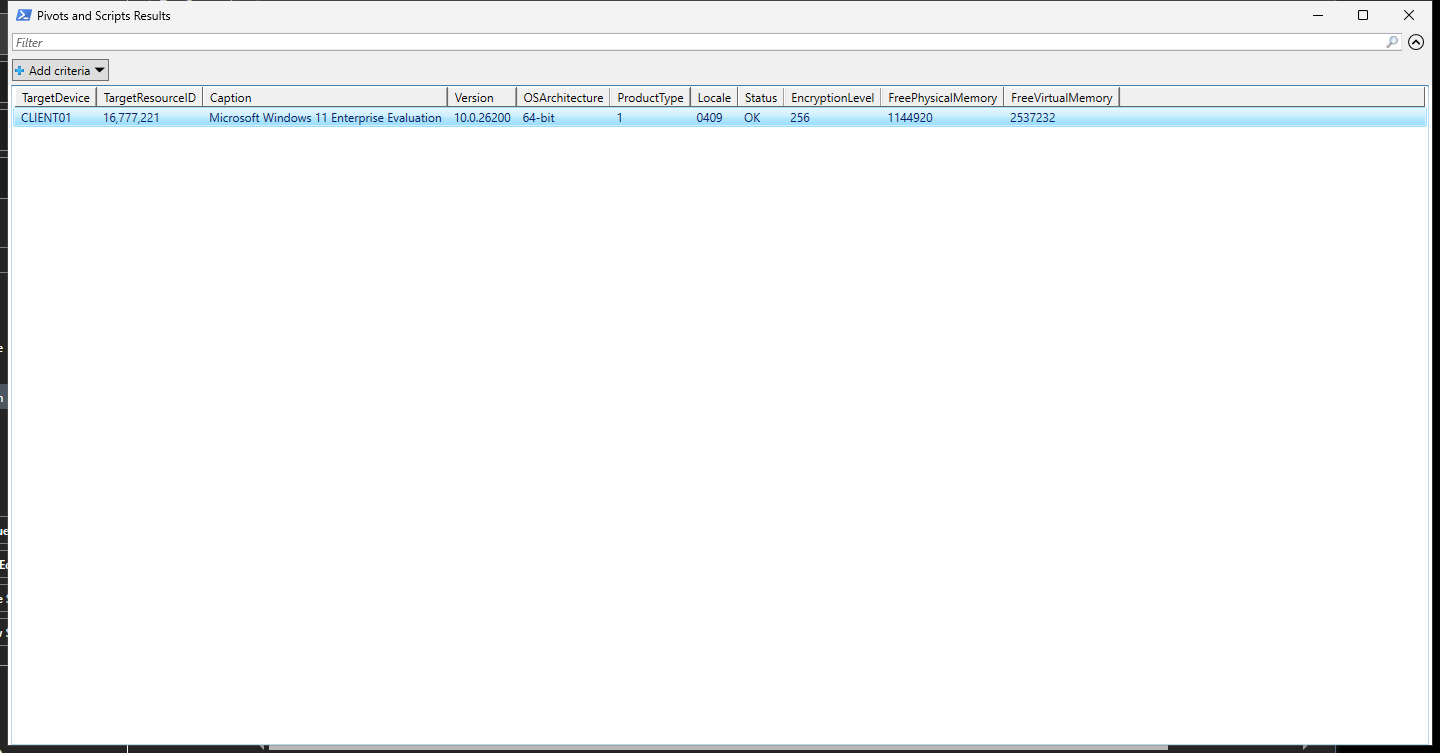 Pivots and Scripts Results
Filter
Add criteria
TargetDevice TargetResourceID Caption Version OSArchitecture ProductType Locale Status EncryptionLevel FreePhysicalMemory FreeVirtualMemory
CLIENT01 16,777,221 Microsoft Windows 11 Enterprise Evaluation 10.0.26200 64-bit 1 0409 OK 256 1144920 2537232